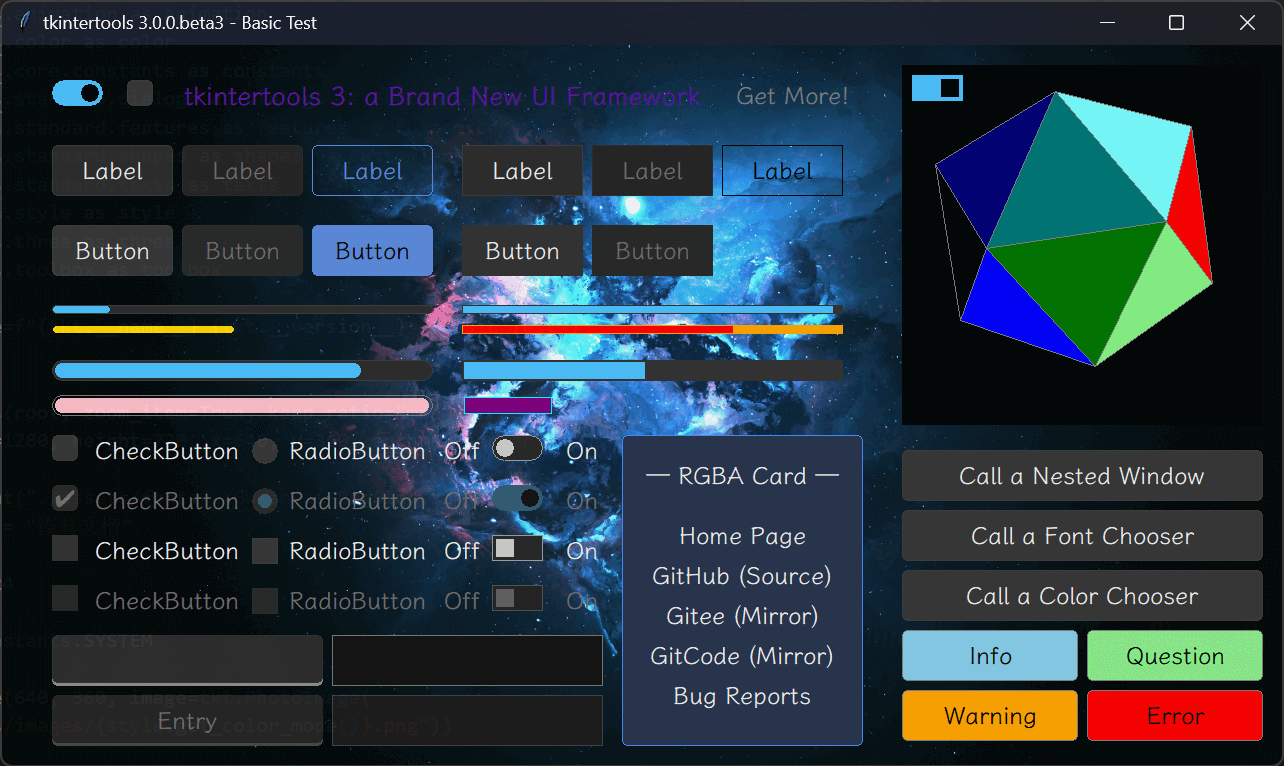 tkintertools 3.0.0.beta3 - Basic Test
tkintertools 3: a Brand New UI Framework
Get More!
Label Label Label Label Label Label
Button Button Button Button Button
CheckButton RadioButton Off On
CheckButton RadioButton Off On
CheckButton RadioButton Off On
CheckButton RadioButton Off On
Entry
— RGBA Card —
Home Page
GitHub (Source)
Gitee (Mirror)
GitCode (Mirror)
Bug Reports
Call a Nested Window
Call a Font Chooser
Call a Color Chooser
Info Question
Warning Error